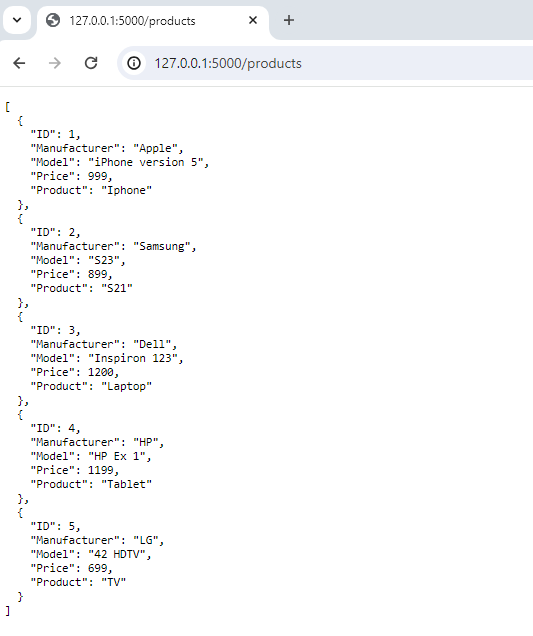 127.0.0.1:5000/products
127.0.0.1:5000/products
[
  {
    "ID": 1,
    "Manufacturer": "Apple",
    "Model": "iPhone version 5",
    "Price": 999,
    "Product": "Iphone"
  },
  {
    "ID": 2,
    "Manufacturer": "Samsung",
    "Model": "S23",
    "Price": 899,
    "Product": "S21"
  },
  {
    "ID": 3,
    "Manufacturer": "Dell",
    "Model": "Inspiron 123",
    "Price": 1200,
    "Product": "Laptop"
  },
  {
    "ID": 4,
    "Manufacturer": "HP",
    "Model": "HP Ex 1",
    "Price": 1199,
    "Product": "Tablet"
  },
  {
    "ID": 5,
    "Manufacturer": "LG",
    "Model": "42 HDTV",
    "Price": 699,
    "Product": "TV"
  }
]